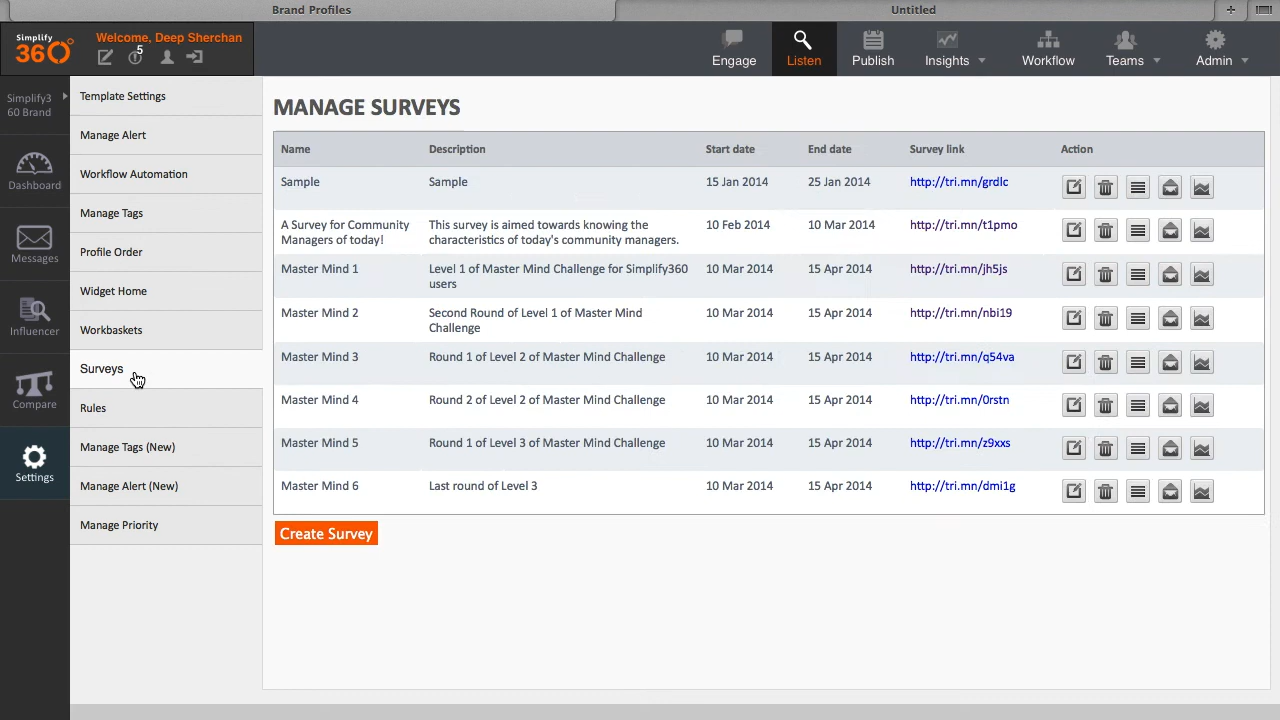 Brand Profiles
Untitled
Simplify
360°
Welcome, Deep Sherchan
5
Engage
Listen
Publish
Insights
Workflow
Teams
Admin
Simplify3
60 Brand
Dashboard
Messages
Influencer
Compare
Settings
Template Settings
Manage Alert
Workflow Automation
Manage Tags
Profile Order
Widget Home
Workbaskets
Surveys
Rules
Manage Tags (New)
Manage Alert (New)
Manage Priority
MANAGE SURVEYS
Name Description Start date End date Survey link Action
Sample Sample 15 Jan 2014 25 Jan 2014 http://tri.mn/grdlc
A Survey for Community This survey is aimed towards knowing the 10 Feb 2014 10 Mar 2014 http://tri.mn/t1pmo
Managers of today! characteristics of today's community managers.
Master Mind 1 Level 1 of Master Mind Challenge for Simplify360 10 Mar 2014 15 Apr 2014 http://tri.mn/jh5js
users
Master Mind 2 Second Round of Level 1 of Master Mind 10 Mar 2014 15 Apr 2014 http://tri.mn/nbi19
Challenge
Master Mind 3 Round 1 of Level 2 of Master Mind Challenge 10 Mar 2014 15 Apr 2014 http://tri.mn/q54va
Master Mind 4 Round 2 of Level 2 of Master Mind Challenge 10 Mar 2014 15 Apr 2014 http://tri.mn/0rstn
Master Mind 5 Round 1 of Level 3 of Master Mind Challenge 10 Mar 2014 15 Apr 2014 http://tri.mn/z9xxs
Master Mind 6 Last round of Level 3 10 Mar 2014 15 Apr 2014 http://tri.mn/dmi1g
Create Survey